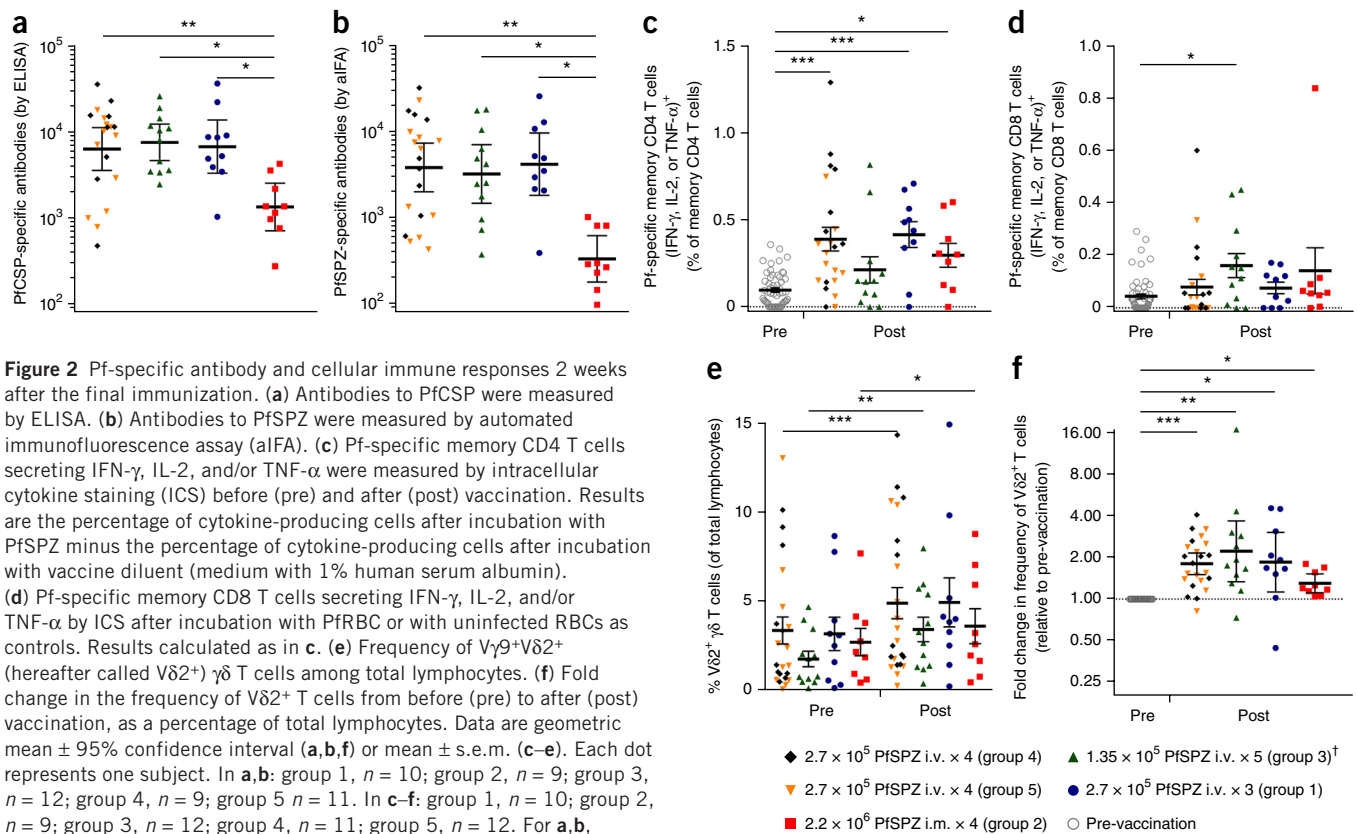 a
PfCSP-specific antibodies (by ELISA)
10⁵
10⁴
10³
10²
**
*
*
b
PfSPZ-specific antibodies (by aIFA)
10⁵
10⁴
10³
10²
**
*
*
c
Pf-specific memory CD4 T cells
(IFN-γ, IL-2, or TNF-α)⁺
(% of memory CD4 T cells)
1.5
1.0
0.5
0
*
***
***
Pre
Post
d
Pf-specific memory CD8 T cells
(IFN-γ, IL-2, or TNF-α)⁺
(% of memory CD8 T cells)
1.0
0.8
0.6
0.4
0.2
0
*
Pre
Post
Figure 2 Pf-specific antibody and cellular immune responses 2 weeks
after the final immunization. (a) Antibodies to PfCSP were measured
by ELISA. (b) Antibodies to PfSPZ were measured by automated
immunofluorescence assay (aIFA). (c) Pf-specific memory CD4 T cells
secreting IFN-γ, IL-2, and/or TNF-α were measured by intracellular
cytokine staining (ICS) before (pre) and after (post) vaccination. Results
are the percentage of cytokine-producing cells after incubation with
PfSPZ minus the percentage of cytokine-producing cells after incubation
with vaccine diluent (medium with 1% human serum albumin).
(d) Pf-specific memory CD8 T cells secreting IFN-γ, IL-2, and/or
TNF-α by ICS after incubation with PfRBC or with uninfected RBCs as
controls. Results calculated as in c. (e) Frequency of Vγ9⁺Vδ2⁺
(hereafter called Vδ2⁺) γδ T cells among total lymphocytes. (f) Fold
change in the frequency of Vδ2⁺ T cells from before (pre) to after (post)
vaccination, as a percentage of total lymphocytes. Data are geometric
mean ± 95% confidence interval (a,b,f) or mean ± s.e.m. (c–e). Each dot
represents one subject. In a,b: group 1, n = 10; group 2, n = 9; group 3,
n = 12; group 4, n = 9; group 5 n = 11. In c–f: group 1, n = 10; group 2,
n = 9; group 3, n = 12; group 4, n = 11; group 5, n = 12. For a,b,
e
% Vδ2⁺ γδ T cells (of total lymphocytes)
15
10
5
0
*
**
***
Pre
Post
f
Fold change in frequency of Vδ2⁺ T cells
(relative to pre-vaccination)
16.00
8.00
4.00
2.00
1.00
0.50
0.25
*
*
**
***
Pre
Post
2.7 × 10⁵ PfSPZ i.v. × 4 (group 4)
2.7 × 10⁵ PfSPZ i.v. × 4 (group 5)
2.2 × 10⁶ PfSPZ i.m. × 4 (group 2)
1.35 × 10⁵ PfSPZ i.v. × 5 (group 3)†
2.7 × 10⁵ PfSPZ i.v. × 3 (group 1)
Pre-vaccination